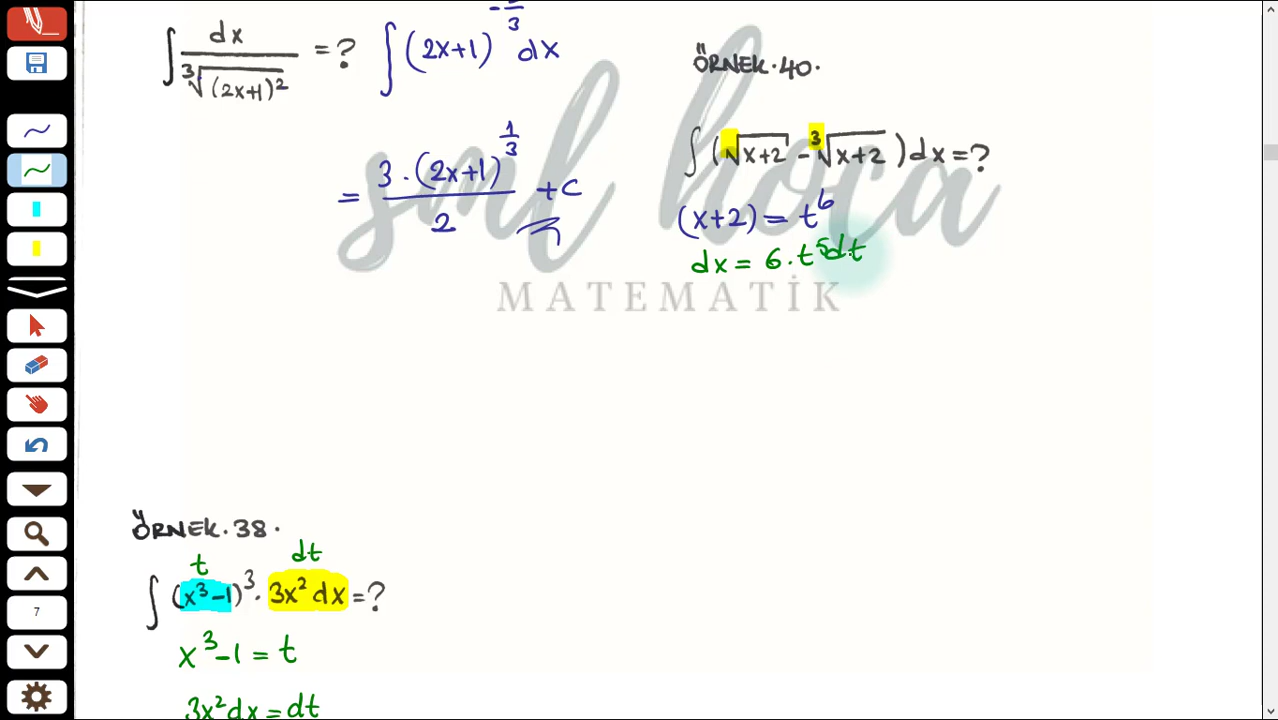 ∫ dx / ∛(2x+1)² = ? ∫ (2x+1)^(-2/3) dx
= 3·(2x+1)^(1/3) / 2 + C
ÖRNEK.40.
∫ (√(x+2) - ∛(x+2)) dx = ?
(x+2) = t⁶
dx = 6·t⁵dt
sml hoca
MATEMATİK
ÖRNEK.38.
t dt
∫ (x³-1)³ · 3x² dx = ?
x³-1 = t
3x²dx = dt
7